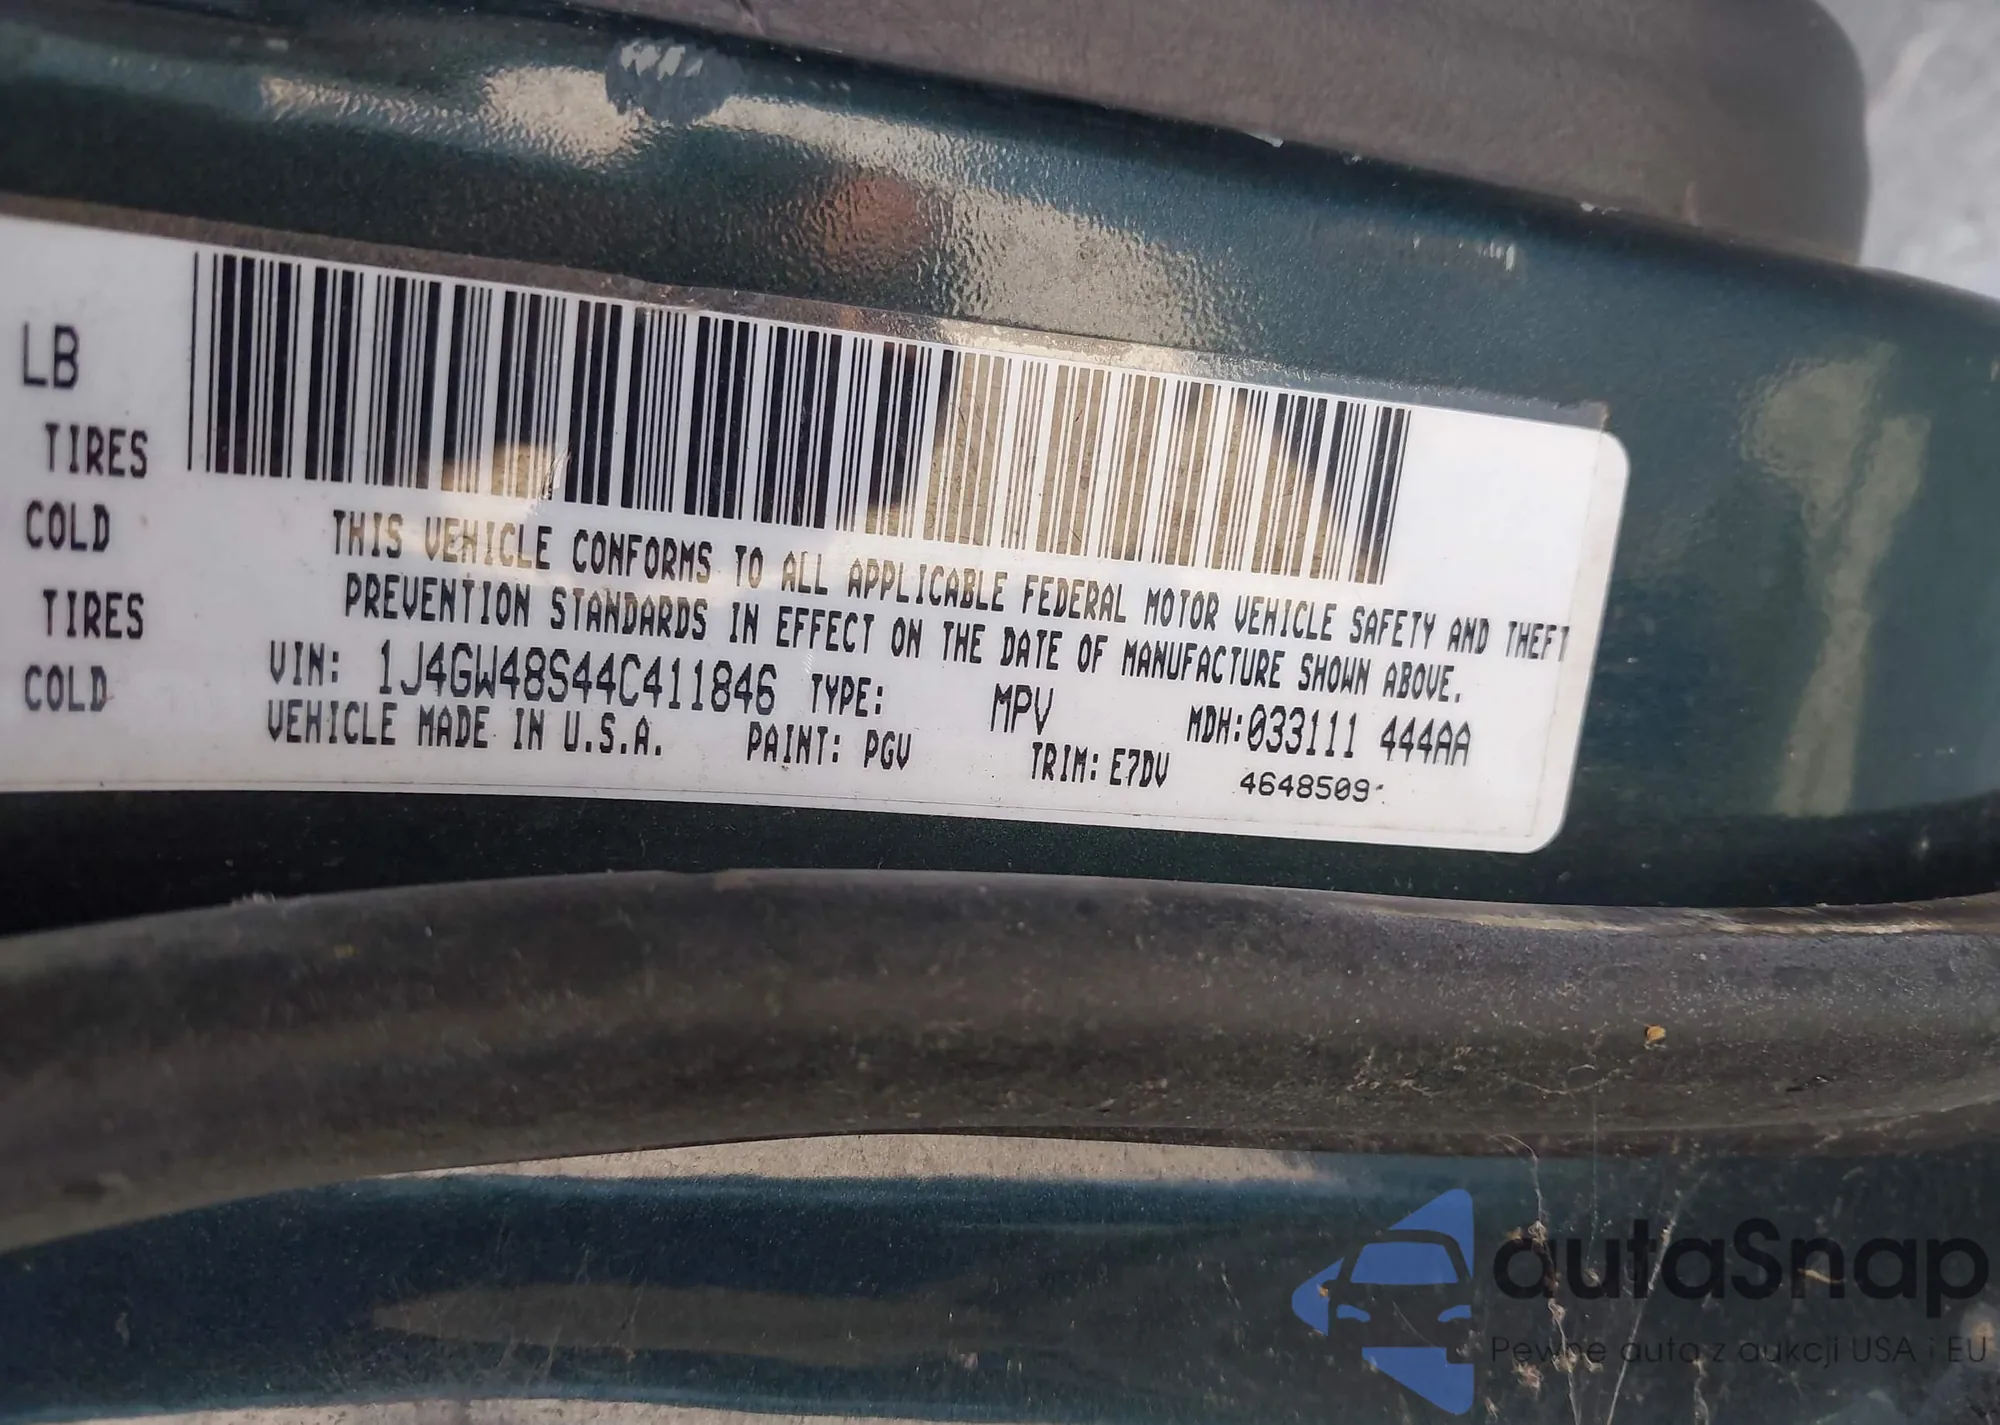 LB
TIRES
COLD
TIRES
COLD
THIS VEHICLE CONFORMS TO ALL APPLICABLE FEDERAL MOTOR VEHICLE SAFETY AND THEFT
PREVENTION STANDARDS IN EFFECT ON THE DATE OF MANUFACTURE SHOWN ABOVE.
VIN: 1J4GW48S44C411846 TYPE: MPV MDH:033111 444AA
VEHICLE MADE IN U.S.A. PAINT: PGV TRIM: E7DV 4648509
autaSnap
Pewne auta z aukcji USA i EU